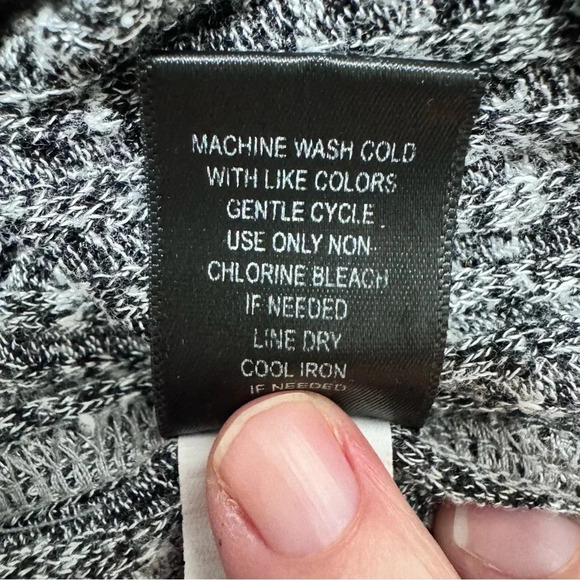 MACHINE WASH COLD
WITH LIKE COLORS
GENTLE CYCLE
USE ONLY NON
CHLORINE BLEACH
IF NEEDED
LINE DRY
COOL IRON
IF NEEDED